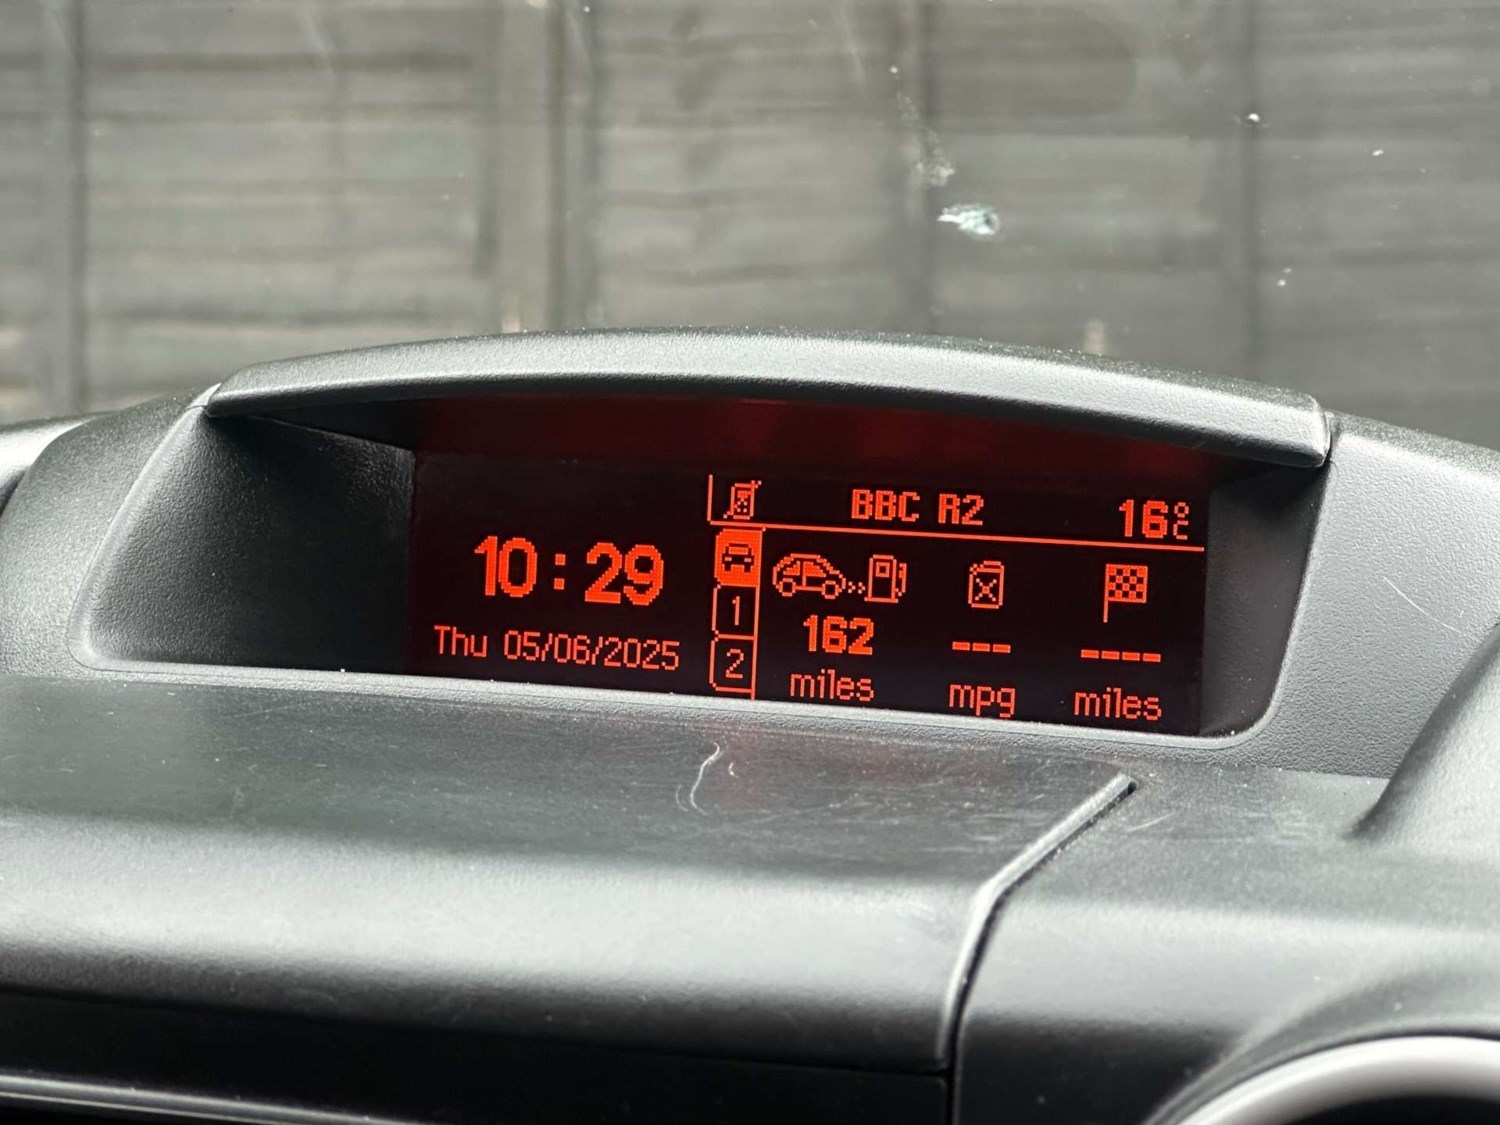 BBC R2 16°C
10:29
Thu 05/06/2025
1
2
162 --- ----
miles mpg miles